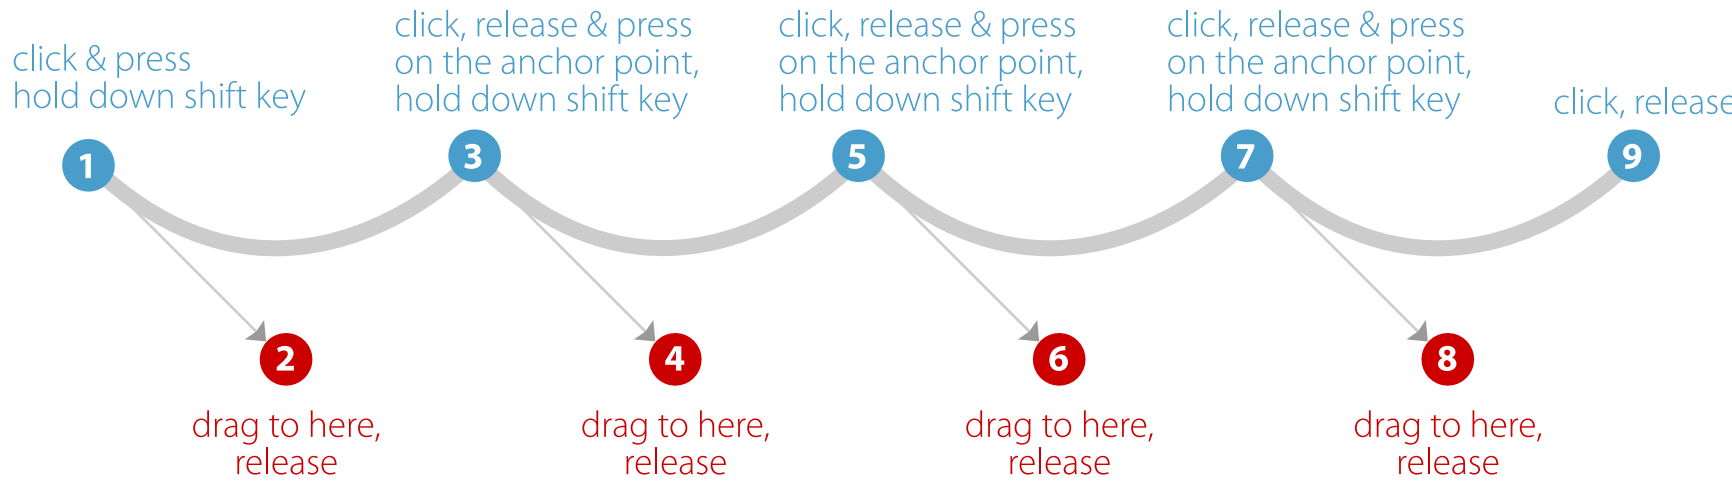 click & press
hold down shift key
click, release & press
on the anchor point,
hold down shift key
click, release & press
on the anchor point,
hold down shift key
click, release & press
on the anchor point,
hold down shift key
click, release
1
3
5
7
9
2
4
6
8
drag to here,
release
drag to here,
release
drag to here,
release
drag to here,
release